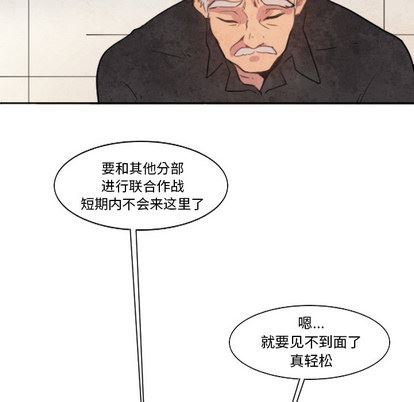 要和其他分部
进行联合作战
短期内不会来这里了
嗯...
就要见不到面了
真轻松